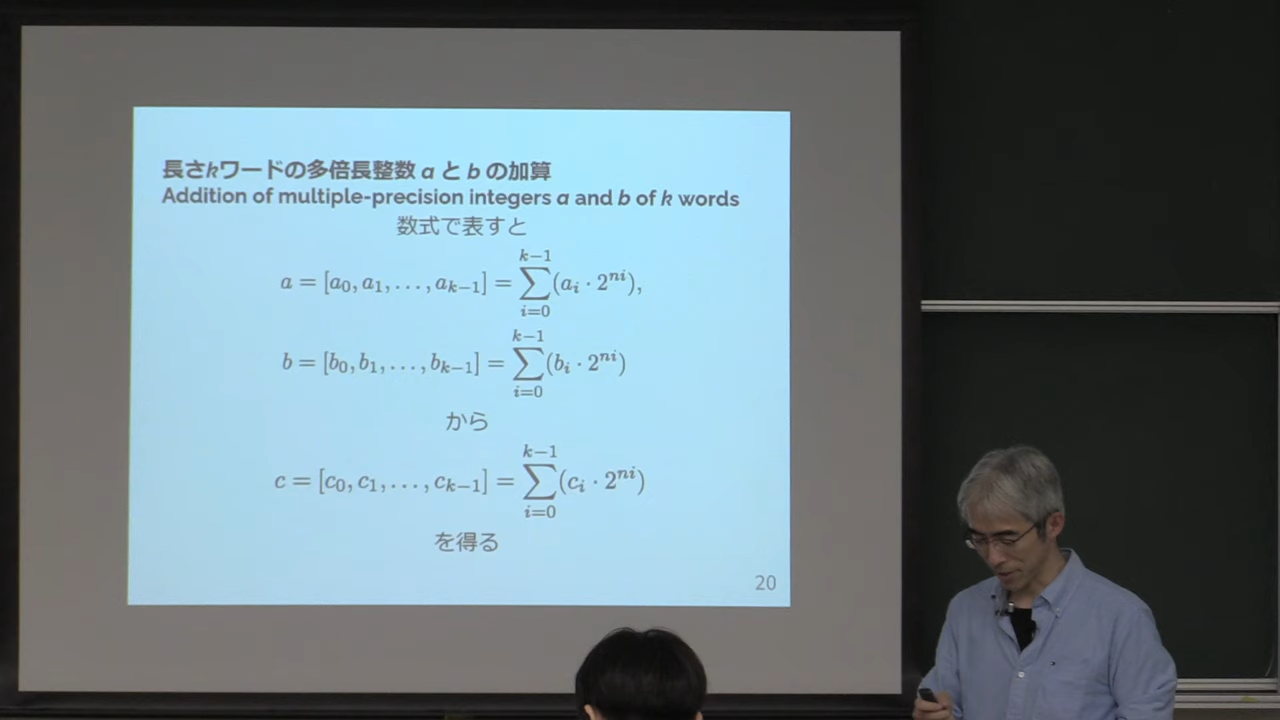 長さkワードの多倍長整数 a と b の加算
Addition of multiple-precision integers a and b of k words
数式で表すと
a = [a_0, a_1, . . . , a_{k−1}] = \sum_{i=0}^{k−1} (a_i · 2^{ni}),
b = [b_0, b_1, . . . , b_{k−1}] = \sum_{i=0}^{k−1} (b_i · 2^{ni})
から
c = [c_0, c_1, . . . , c_{k−1}] = \sum_{i=0}^{k−1} (c_i · 2^{ni})
を得る
20